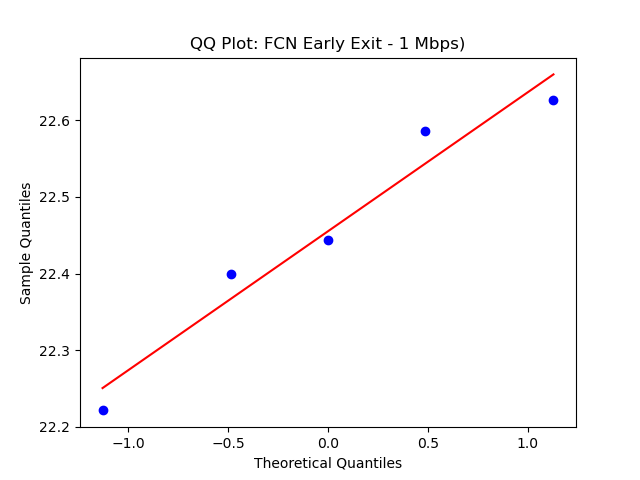 QQ Plot: FCN Early Exit - 1 Mbps)
22.6
22.5
22.4
22.3
22.2
Sample Quantiles
−1.0 −0.5 0.0 0.5 1.0
Theoretical Quantiles